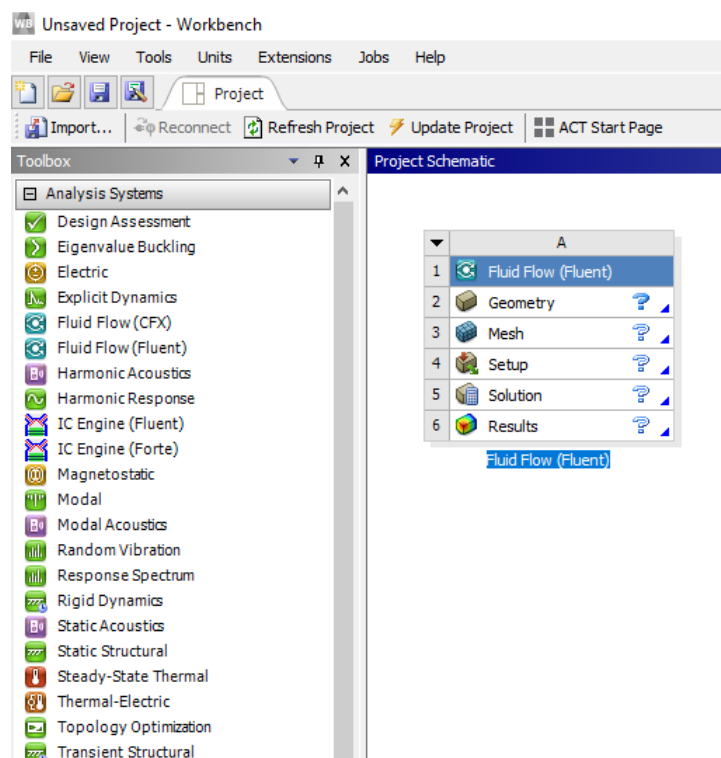 WB Unsaved Project - Workbench
File View Tools Units Extensions Jobs Help
Project
Import... Reconnect Refresh Project Update Project ACT Start Page
Toolbox
Analysis Systems
Design Assessment
Eigenvalue Buckling
Electric
Explicit Dynamics
Fluid Flow (CFX)
Fluid Flow (Fluent)
Harmonic Acoustics
Harmonic Response
IC Engine (Fluent)
IC Engine (Forte)
Magnetostatic
Modal
Modal Acoustics
Random Vibration
Response Spectrum
Rigid Dynamics
Static Acoustics
Static Structural
Steady-State Thermal
Thermal-Electric
Topology Optimization
Transient Structural
Project Schematic
A
1 Fluid Flow (Fluent)
2 Geometry ?
3 Mesh ?
4 Setup ?
5 Solution ?
6 Results ?
Fluid Flow (Fluent)